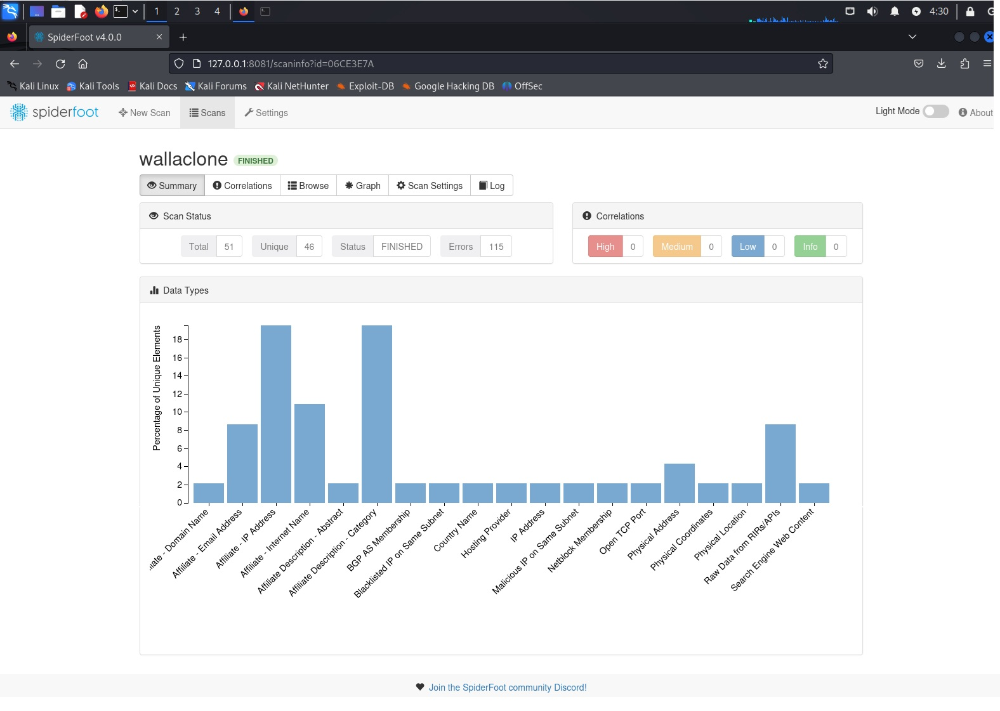 1 2 3 4 4:30
SpiderFoot v4.0.0
127.0.0.1:8081/scaninfo?id=06CE3E7A
Kali Linux Kali Tools Kali Docs Kali Forums Kali NetHunter Exploit-DB Google Hacking DB OffSec
spiderfoot New Scan Scans Settings Light Mode About
wallaclone FINISHED
Summary Correlations Browse Graph Scan Settings Log
Scan Status Correlations
Total 51 Unique 46 Status FINISHED Errors 115 High 0 Medium 0 Low 0 Info 0
Data Types
Percentage of Unique Elements
18
16
14
12
10
8
6
4
2
0
iate - Domain Name
Affiliate - Email Address
Affiliate - IP Address
Affiliate - Internet Name
Affiliate Description - Abstract
Affiliate Description - Category
BGP AS Membership
Blacklisted IP on Same Subnet
Country Name
Hosting Provider
IP Address
Malicious IP on Same Subnet
Netblock Membership
Open TCP Port
Physical Address
Physical Coordinates
Physical Location
Raw Data from RIRs/APIs
Search Engine Web Content
Join the SpiderFoot community Discord!